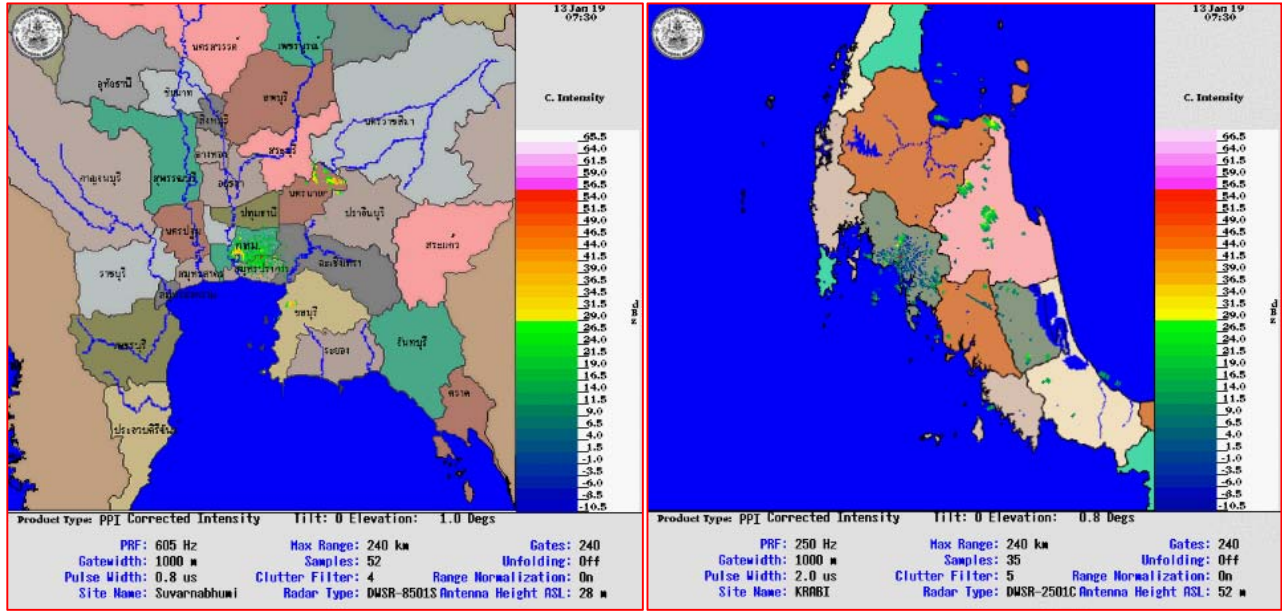 13 Jan 19
07:30
C. Intensity
65.5
64.0
61.5
59.0
56.5
54.0
51.5
49.0
46.5
44.0
41.5
39.0
36.5
34.0
31.5
29.0
26.5
24.0
21.5
19.0
16.5
14.0
11.5
9.0
6.5
4.0
1.5
-1.0
-3.5
-6.0
-8.5
-10.5
นครสวรรค์
เพชรบูรณ์
อุทัยธานี
ชัยนาท
ลพบุรี
สิงห์บุรี
นครราชสีมา
อ่างทอง
สระบุรี
กาญจนบุรี
สุพรรณบุรี
อยุธยา
นครนายก
ปราจีนบุรี
ปทุมธานี
นครปฐม
กทม.
สระแก้ว
ราชบุรี
สมุทรสาคร
สมุทรปราการ
ฉะเชิงเทรา
ชลบุรี
เพชรบุรี
ระยอง
จันทบุรี
ตราด
ประจวบคีรีขันธ์
Product Type: PPI Corrected Intensity Tilt: 0 Elevation: 1.0 Degs
PRF: 605 Hz Max Range: 240 km Gates: 240
Gatewidth: 1000 m Samples: 52 Unfolding: Off
Pulse Width: 0.8 us Clutter Filter: 4 Range Normalization: On
Site Name: Suvarnabhumi Radar Type: DWSR-8501S Antenna Height ASL: 28 m
13 Jan 19
07:30
C. Intensity
66.5
64.0
61.5
59.0
56.5
54.0
51.5
49.0
46.5
44.0
41.5
39.0
36.5
34.0
31.5
29.0
26.5
24.0
21.5
19.0
16.5
14.0
11.5
9.0
6.5
4.0
1.5
-1.0
-3.5
-6.0
-8.5
-10.5
Product Type: PPI Corrected Intensity Tilt: 0 Elevation: 0.8 Degs
PRF: 250 Hz Max Range: 240 km Gates: 240
Gatewidth: 1000 m Samples: 35 Unfolding: Off
Pulse Width: 2.0 us Clutter Filter: 5 Range Normalization: On
Site Name: KRABI Radar Type: DWSR-2501C Antenna Height ASL: 52 m